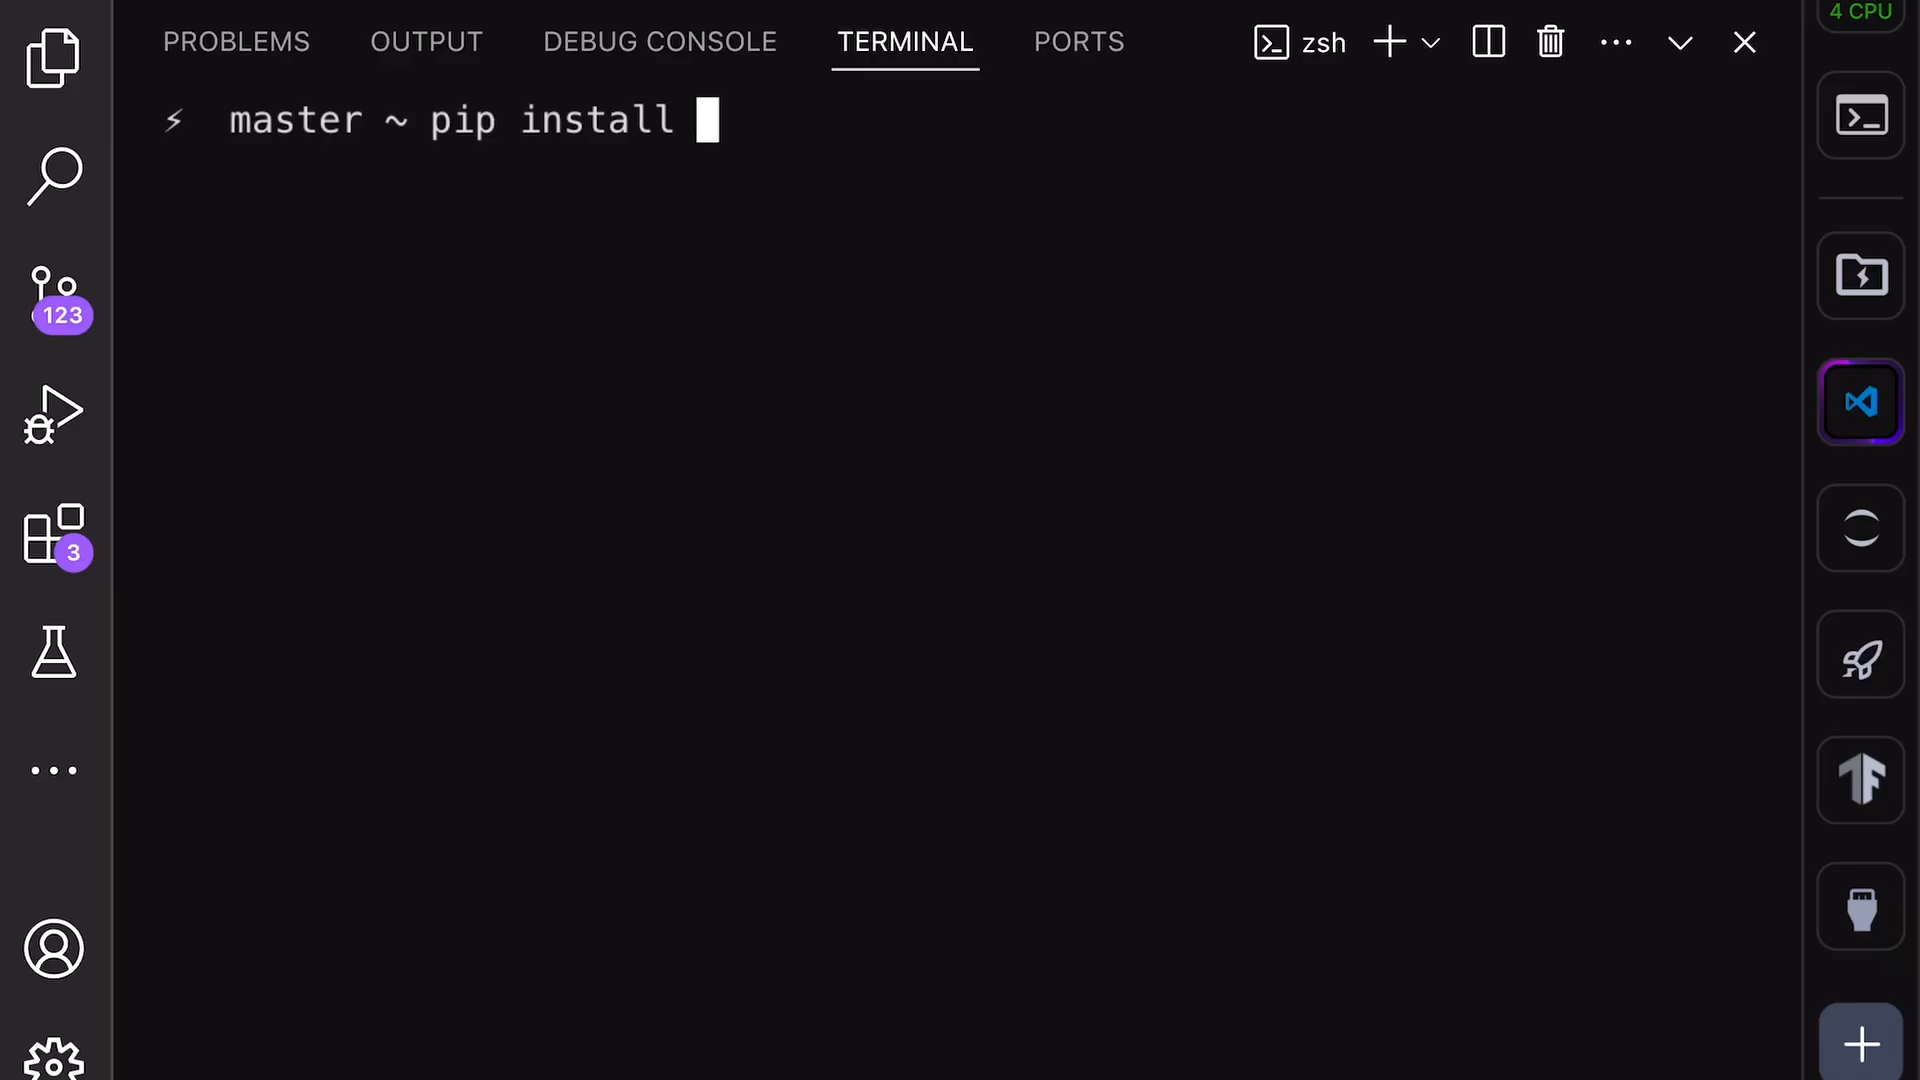 4 CPU
PROBLEMS OUTPUT DEBUG CONSOLE TERMINAL PORTS zsh
⚡ master ~ pip install
123
3